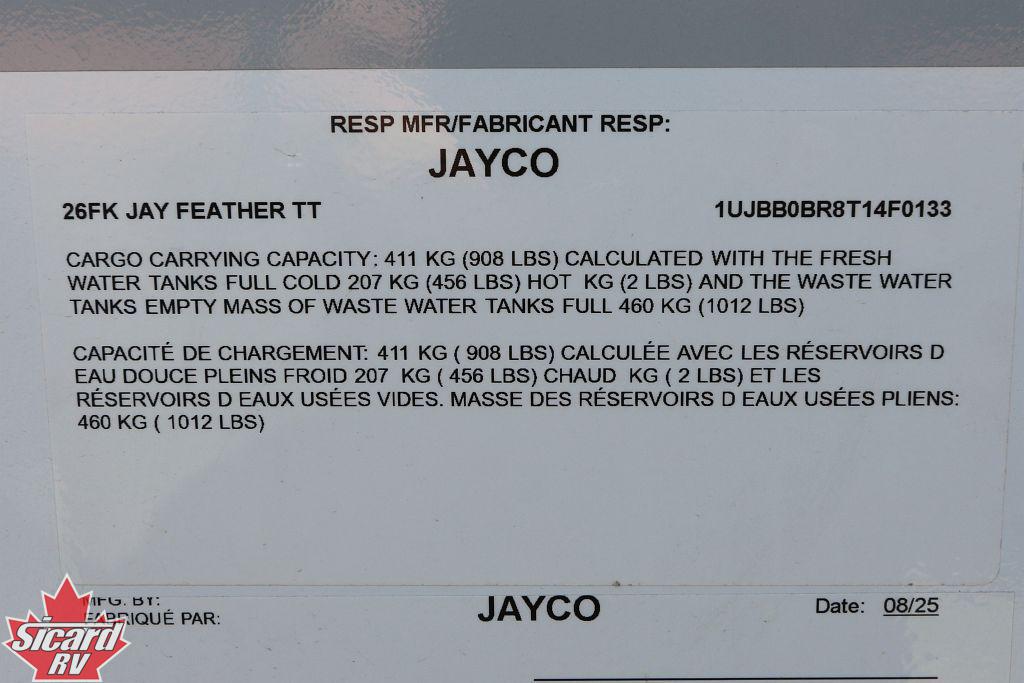 RESP MFR/FABRICANT RESP:
JAYCO
26FK JAY FEATHER TT 1UJBB0BR8T14F0133
CARGO CARRYING CAPACITY: 411 KG (908 LBS) CALCULATED WITH THE FRESH
WATER TANKS FULL COLD 207 KG (456 LBS) HOT KG (2 LBS) AND THE WASTE WATER
TANKS EMPTY MASS OF WASTE WATER TANKS FULL 460 KG (1012 LBS)
CAPACITÉ DE CHARGEMENT: 411 KG ( 908 LBS) CALCULÉE AVEC LES RÉSERVOIRS D
EAU DOUCE PLEINS FROID 207 KG ( 456 LBS) CHAUD KG ( 2 LBS) ET LES
RÉSERVOIRS D EAUX USÉES VIDES. MASSE DES RÉSERVOIRS D EAUX USÉES PLIENS:
460 KG ( 1012 LBS)
MFG. BY:
FABRIQUÉ PAR: JAYCO Date: 08/25
Sicard
RV